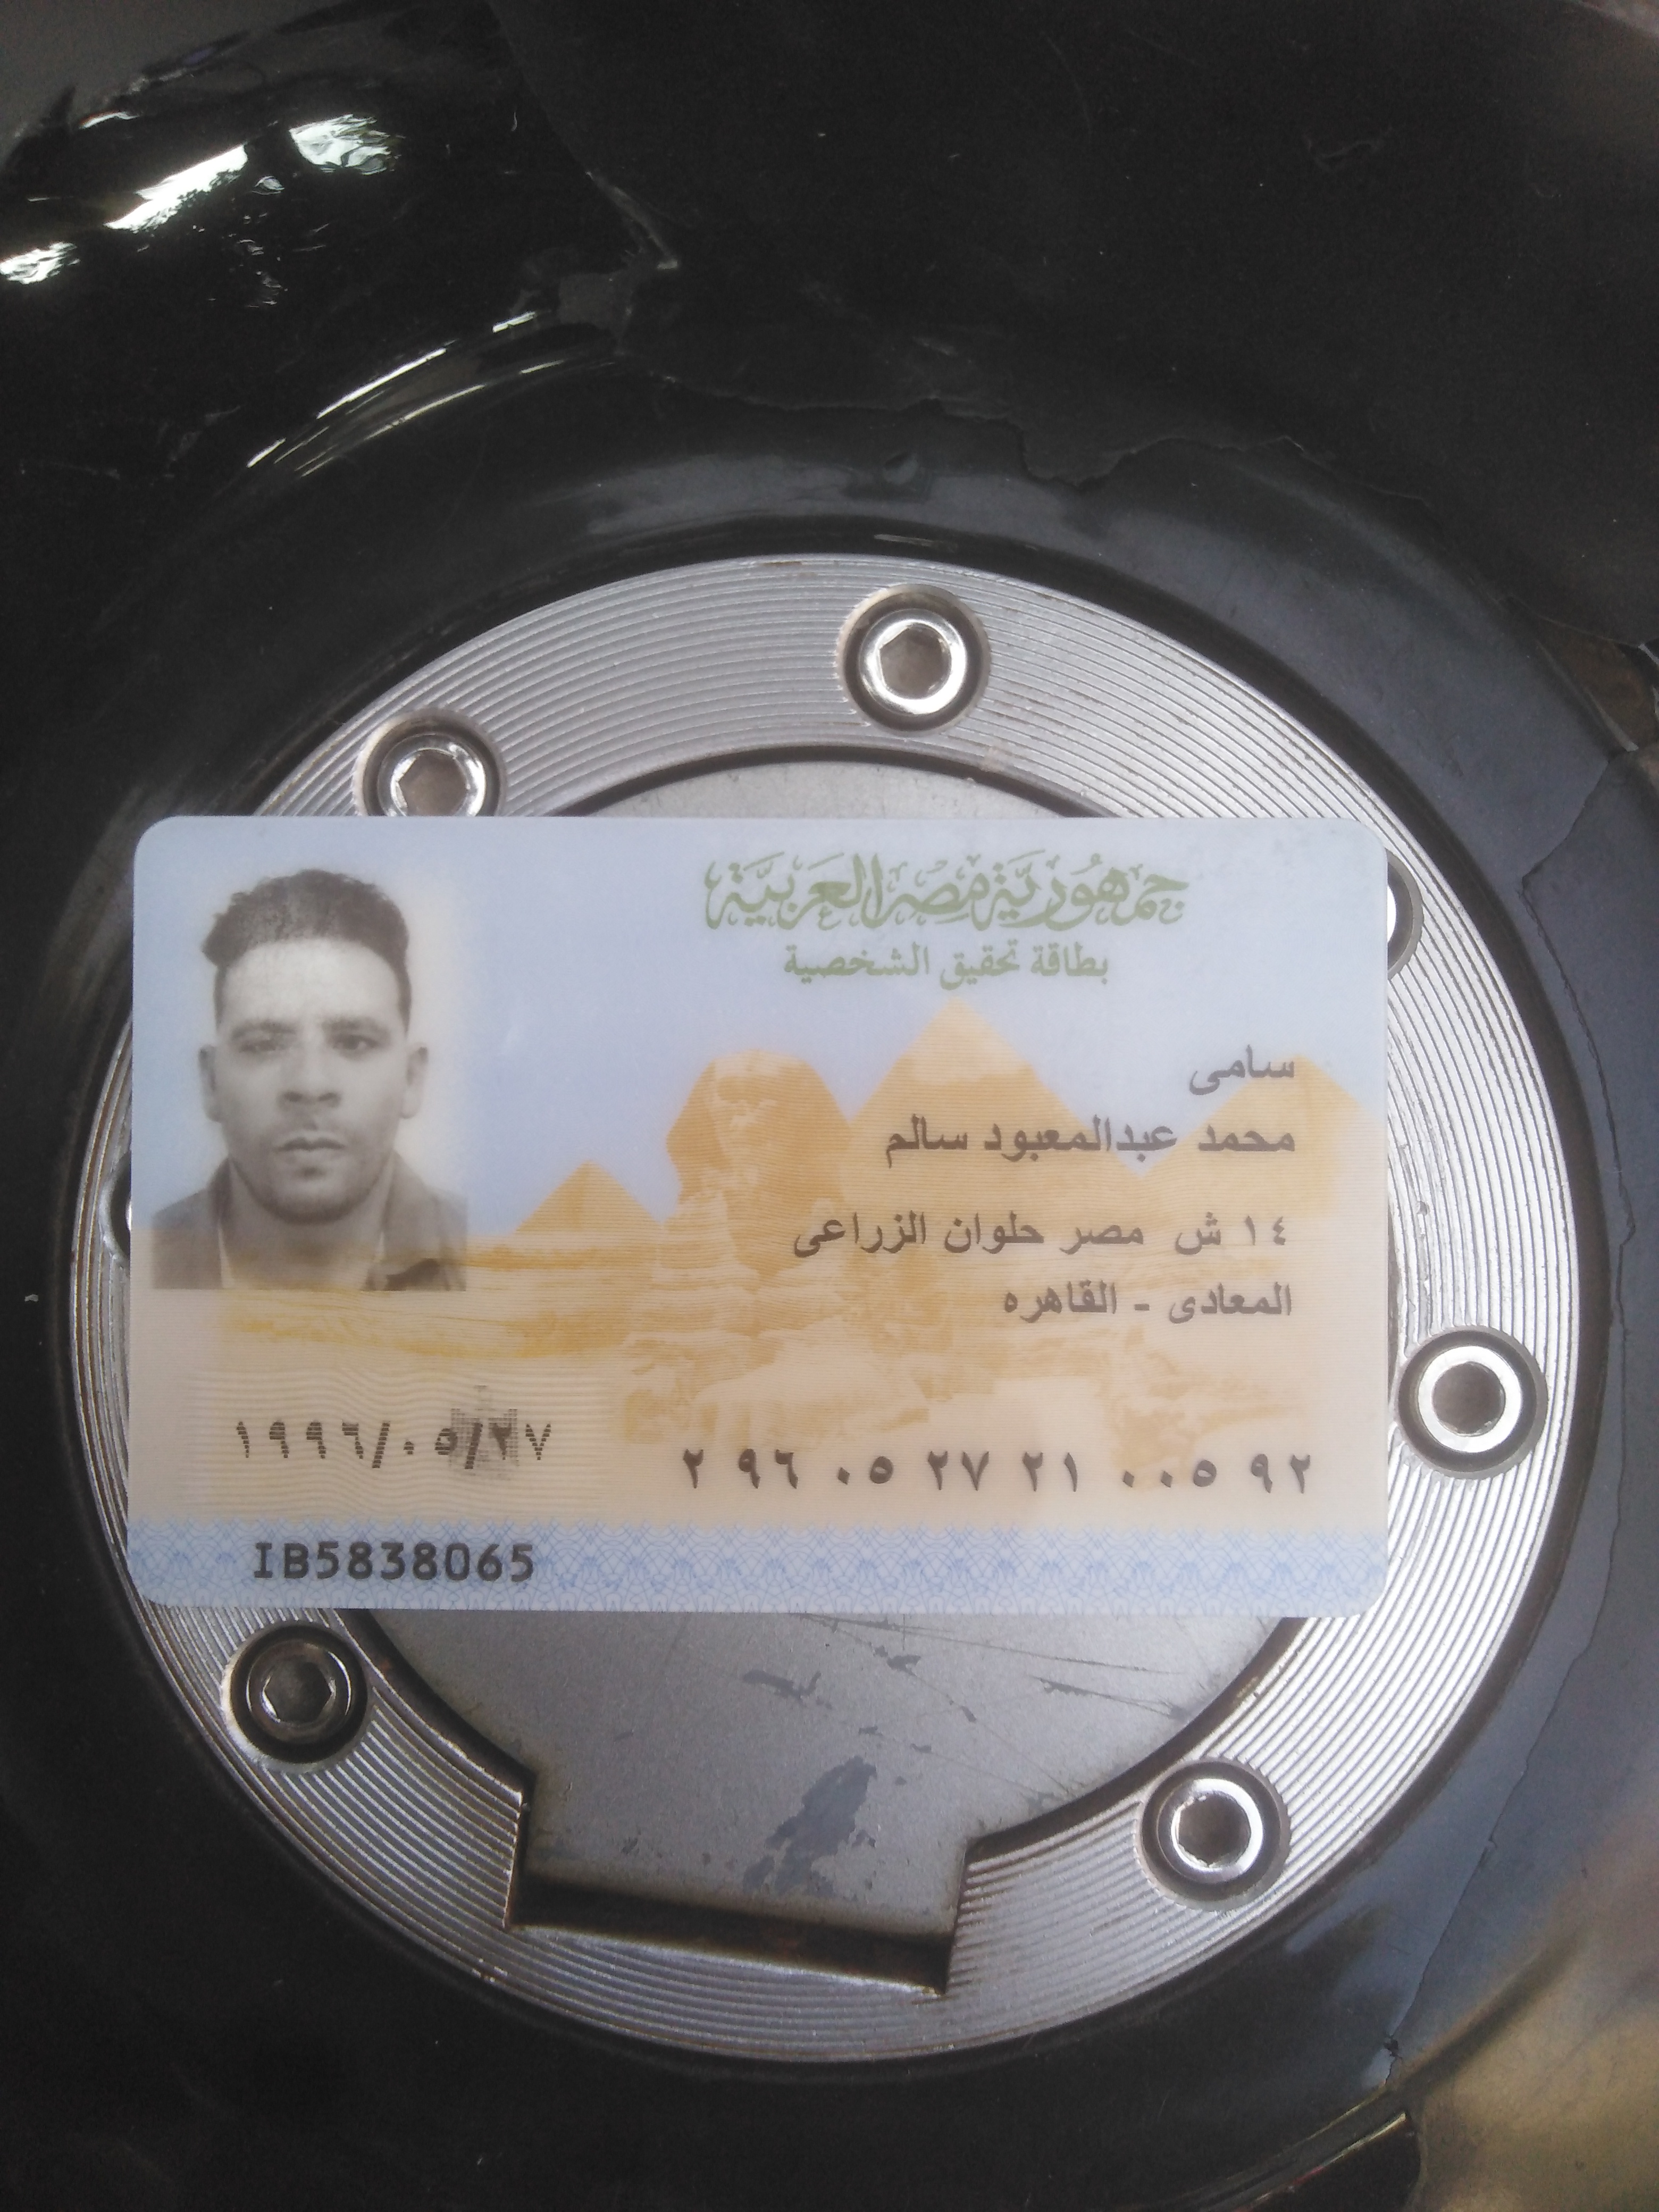 جمهورية مصر العربية
بطاقة تحقيق الشخصية
سامى
محمد عبدالمعبود سالم
١٤ ش مصر حلوان الزراعى
المعادى - القاهره
١٩٩٦/٠٥/٢٧
٢ ٩٦ ٠٥ ٢٧ ٢١ ٠٠٥ ٩٢
IB5838065